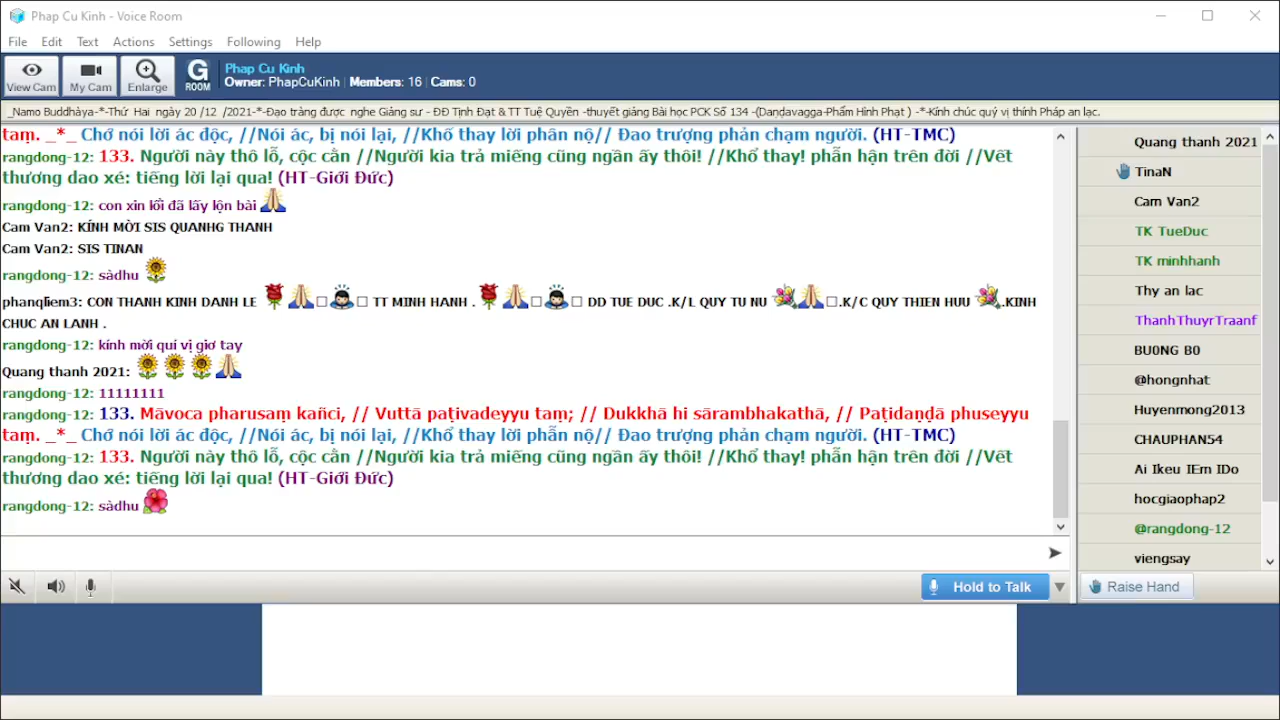 Phap Cu Kinh - Voice Room
File Edit Text Actions Settings Following Help
View Cam My Cam Enlarge G ROOM
Phap Cu Kinh
Owner: PhapCuKinh Members: 16 Cams: 0
_Namo Buddhàya-*-Thứ Hai ngày 20 /12 /2021-*-Đạo tràng được nghe Giảng sư - ĐĐ Tịnh Đạt & TT Tuệ Quyền -thuyết giảng Bài học PCK Số 134 -(Daṇḍavagga-Phẩm Hình Phạt ) -*-Kính chúc quý vị thính Pháp an lạc.
taṃ. _*_ Chớ nói lời ác độc, //Nói ác, bị nói lại, //Khổ thay lời phẫn nộ// Đao trượng phản chạm người. (HT-TMC)
rangdong-12: 133. Người này thô lỗ, cộc cằn //Người kia trả miếng cũng ngần ấy thôi! //Khổ thay! phẫn hận trên đời //Vết
thương dao xé: tiếng lời lại qua! (HT-Giới Đức)
rangdong-12: con xin lỗi đã lấy lộn bài
Cam Van2: KÍNH MỜI SIS QUANHG THANH
Cam Van2: SIS TINAN
rangdong-12: sàdhu
phanqliem3: CON THANH KINH DANH LE TT MINH HANH . DD TUE DUC .K/L QUY TU NU .K/C QUY THIEN HUU .KINH
CHUC AN LANH .
rangdong-12: kính mời quí vị giơ tay
Quang thanh 2021:
rangdong-12: 11111111
rangdong-12: 133. Māvoca pharusaṃ kañci, // Vuttā paṭivadeyyu taṃ; // Dukkhā hi sārambhakathā, // Paṭidaṇḍā phuseyyu
taṃ. _*_ Chớ nói lời ác độc, //Nói ác, bị nói lại, //Khổ thay lời phẫn nộ// Đao trượng phản chạm người. (HT-TMC)
rangdong-12: 133. Người này thô lỗ, cộc cằn //Người kia trả miếng cũng ngần ấy thôi! //Khổ thay! phẫn hận trên đời //Vết
thương dao xé: tiếng lời lại qua! (HT-Giới Đức)
rangdong-12: sàdhu
Quang thanh 2021
TinaN
Cam Van2
TK TueDuc
TK minhhanh
Thy an lac
ThanhThuyrTraanf
BU0NG B0
@hongnhat
Huyenmong2013
CHAUPHAN54
Ai Ikeu IEm IDo
hocgiaophap2
@rangdong-12
viengsay
Hold to Talk
Raise Hand